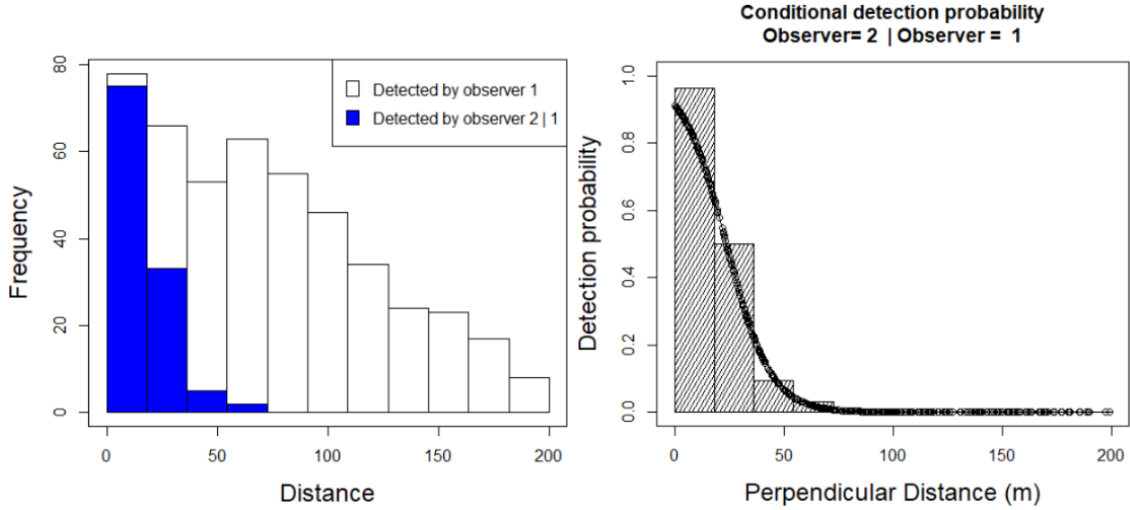 80
60
40
20
0
Frequency
Detected by observer 1
Detected by observer 2 | 1
0
50
100
150
200
Distance
Conditional detection probability
Observer= 2 | Observer = 1
1.0
0.8
0.6
0.4
0.2
0.0
Detection probability
0
50
100
150
200
Perpendicular Distance (m)